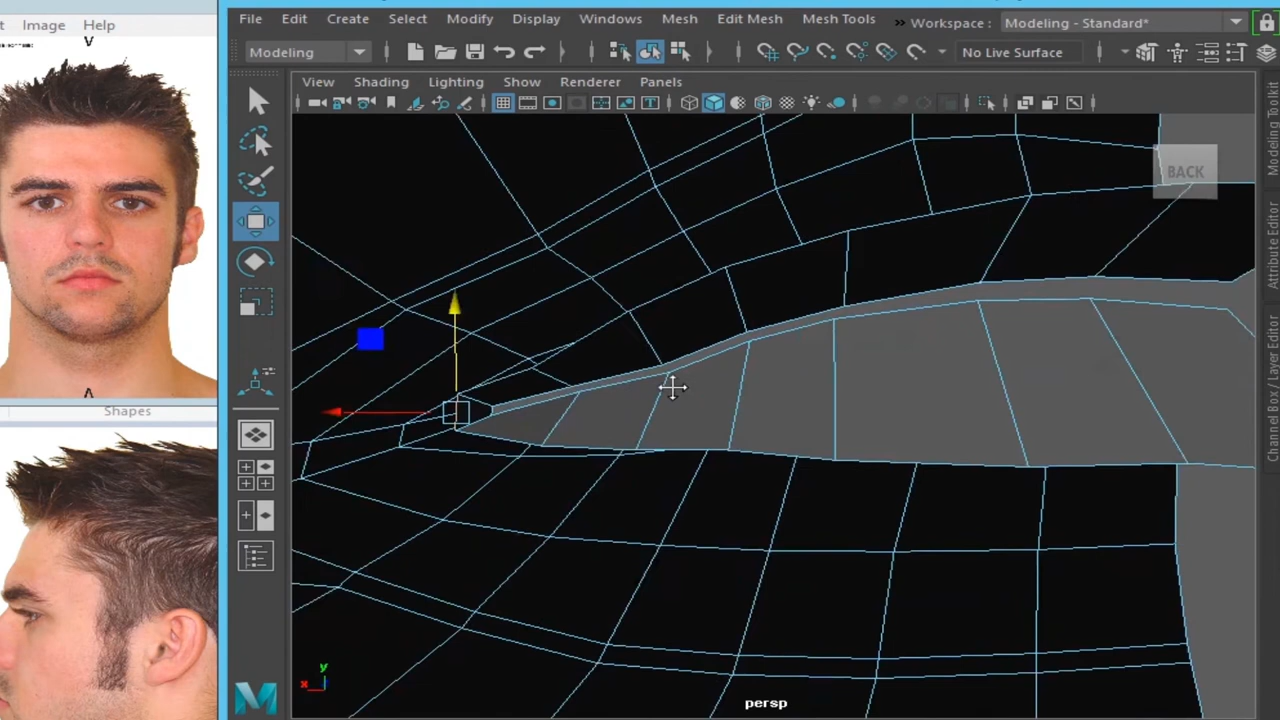 Image Help
v
Shapes
File Edit Create Select Modify Display Windows Mesh Edit Mesh Mesh Tools » Workspace : Modeling - Standard*
Modeling No Live Surface
View Shading Lighting Show Renderer Panels
BACK
Modeling Toolkit
Attribute Editor
Channel Box / Layer Editor
y
x
persp
M